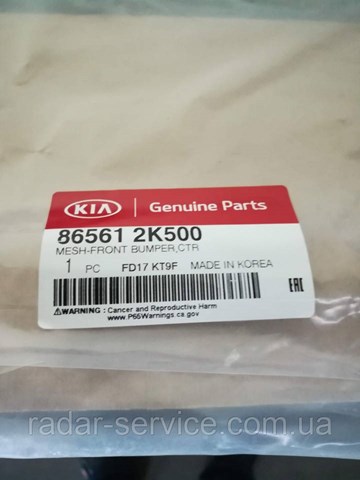 KIA Genuine Parts
86561 2K500
MESH-FRONT BUMPER,CTR
1 PC FD17 KT9F MADE IN KOREA
EAC
WARNING : Cancer and Reproductive Harm
www.P65Warnings.ca.gov
radar-service.com.ua